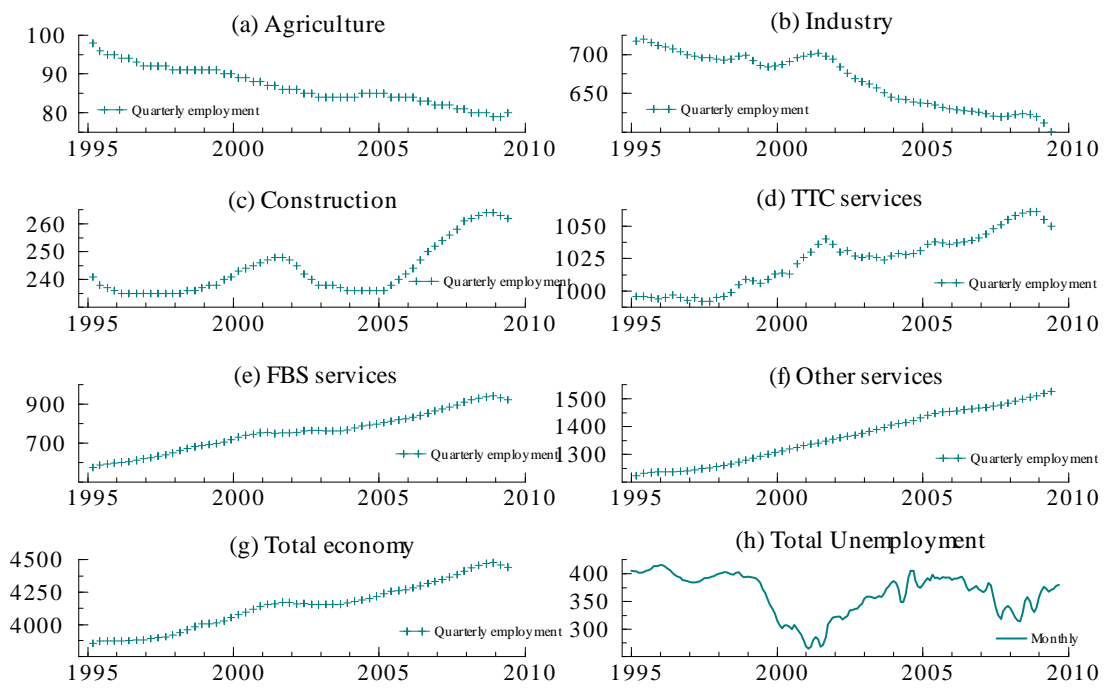 (a) Agriculture
100
90
80
Quarterly employment
1995 2000 2005 2010
(b) Industry
700
650
Quarterly employment
1995 2000 2005 2010
(c) Construction
260
250
240
Quarterly employment
1995 2000 2005 2010
(d) TTC services
1050
1025
1000
Quarterly employment
1995 2000 2005 2010
(e) FBS services
900
700
Quarterly employment
1995 2000 2005 2010
(f) Other services
1500
1400
1300
Quarterly employment
1995 2000 2005 2010
(g) Total economy
4500
4250
4000
Quarterly employment
1995 2000 2005 2010
(h) Total Unemployment
400
350
300
Monthly
1995 2000 2005 2010